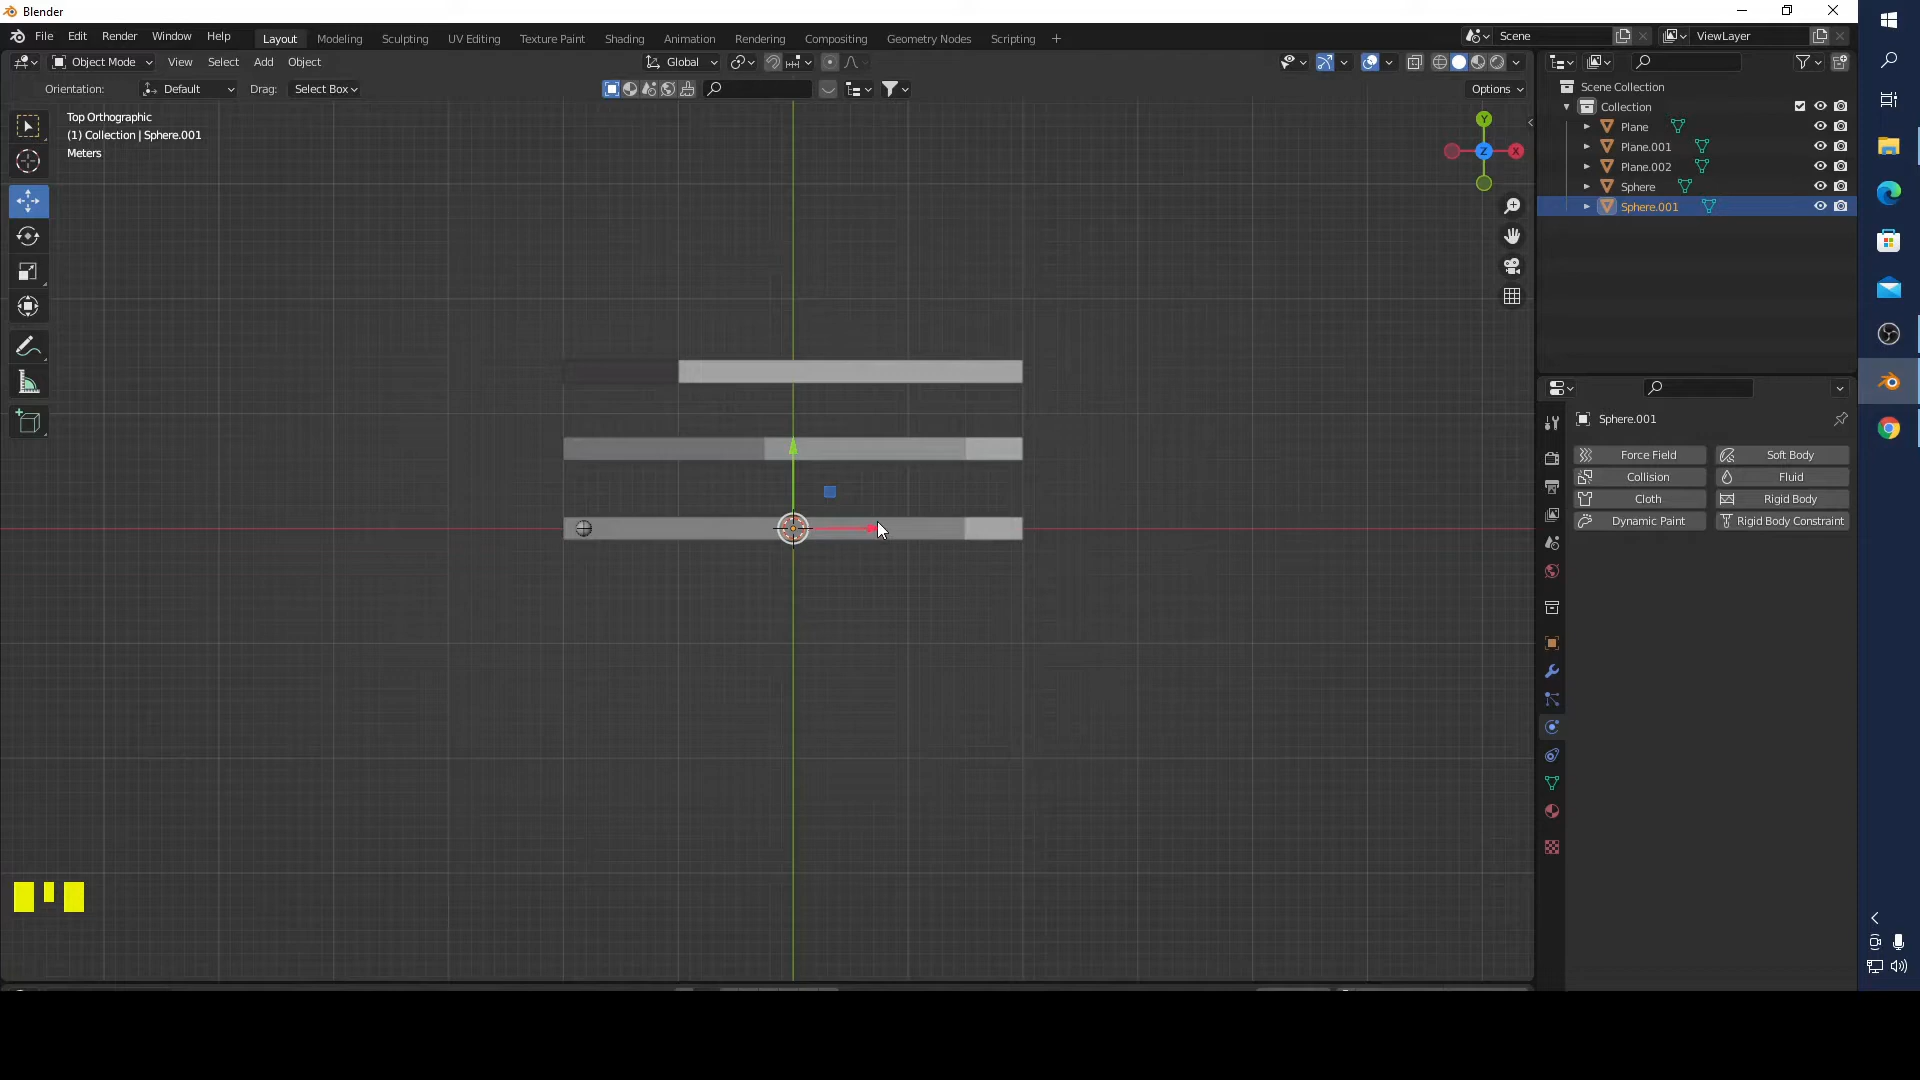 Blender
File Edit Render Window Help
Layout Modeling Sculpting UV Editing Texture Paint Shading Animation Rendering Compositing Geometry Nodes Scripting +
Scene
ViewLayer
Object Mode View Select Add Object
Global
Orientation: Default Drag: Select Box
Options
Top Orthographic
(1) Collection | Sphere.001
Meters
Y
Z
X
Scene Collection
Collection
Plane
Plane.001
Plane.002
Sphere
Sphere.001
Sphere.001
Force Field
Soft Body
Collision
Fluid
Cloth
Rigid Body
Dynamic Paint
Rigid Body Constraint